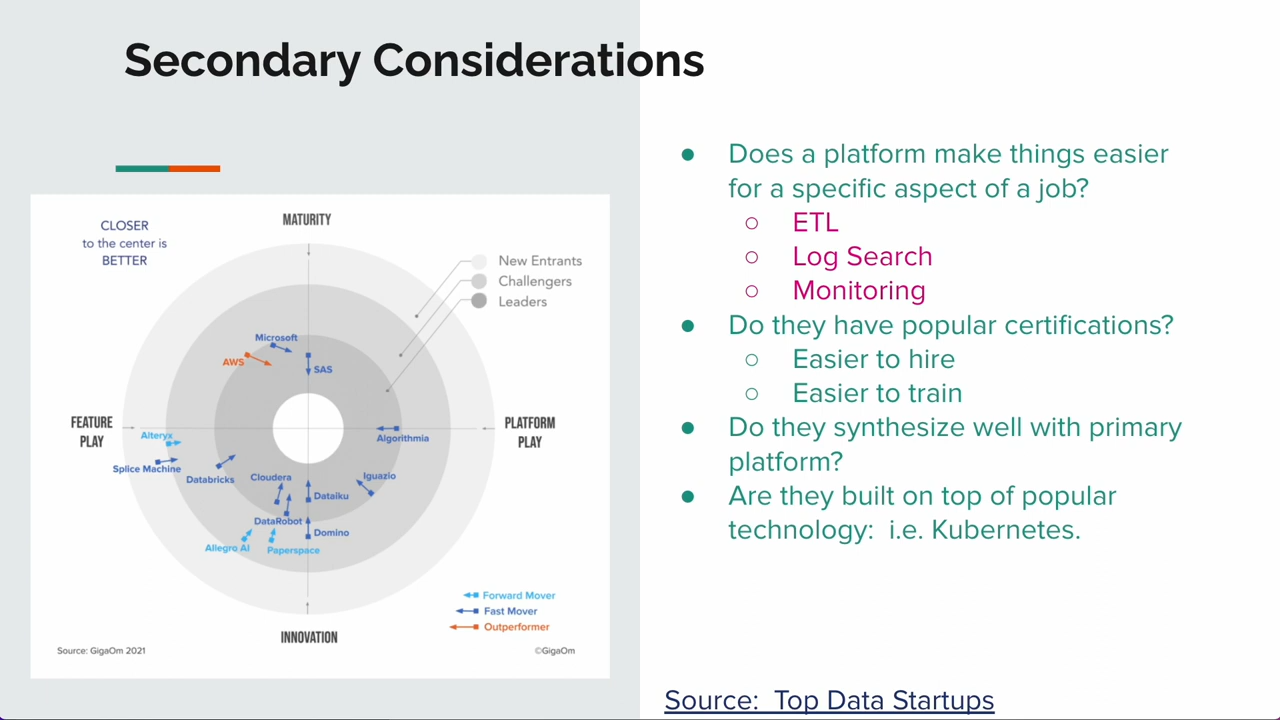 Secondary Considerations
CLOSER
to the center is
BETTER
MATURITY
New Entrants
Challengers
Leaders
Microsoft
AWS
SAS
FEATURE
PLAY
PLATFORM
PLAY
Alteryx
Algorithmia
Splice Machine
Databricks
Cloudera
Iguazio
Dataiku
DataRobot
Domino
Allegro AI
Paperspace
Forward Mover
Fast Mover
Outperformer
INNOVATION
Source: GigaOm 2021
©GigaOm
● Does a platform make things easier
for a specific aspect of a job?
○ ETL
○ Log Search
○ Monitoring
● Do they have popular certifications?
○ Easier to hire
○ Easier to train
● Do they synthesize well with primary
platform?
● Are they built on top of popular
technology: i.e. Kubernetes.
Source: Top Data Startups